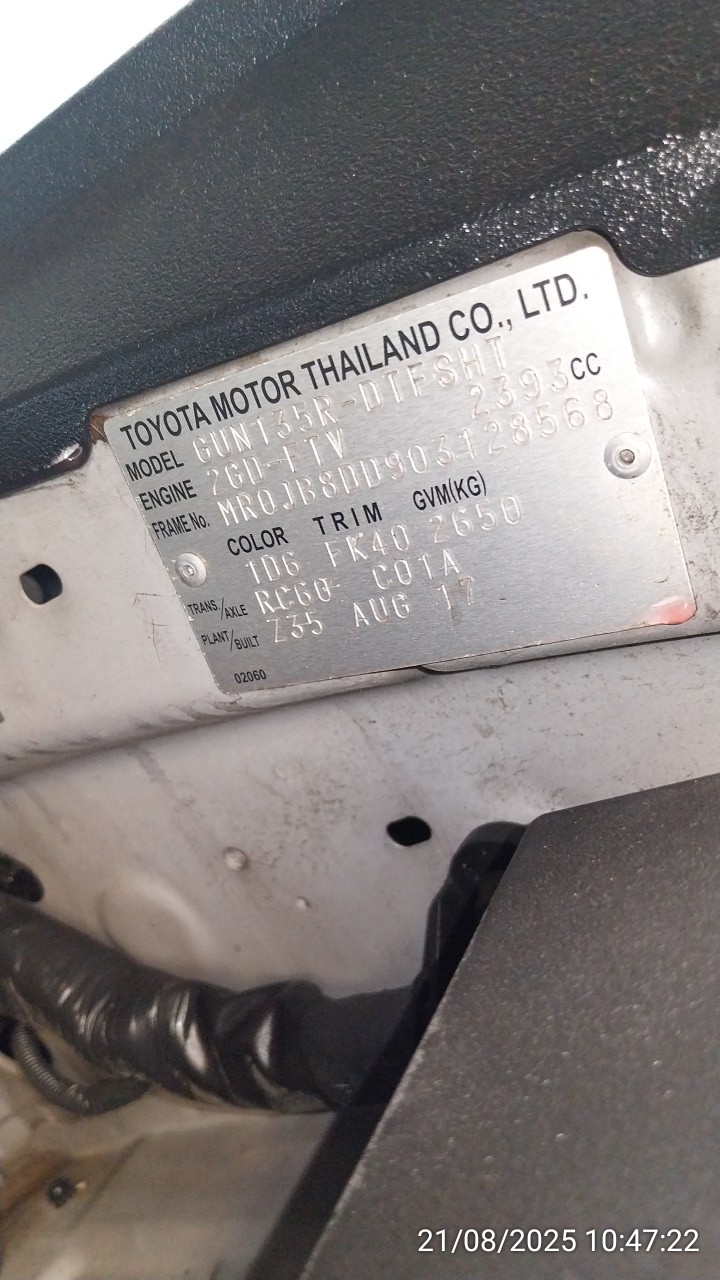 TOYOTA MOTOR THAILAND CO., LTD.
MODEL GUN135R-DTFSHT
ENGINE 2GD-FTV 2393CC
FRAME No. MR0JB8DD903128568
COLOR TRIM GVM(KG)
1D6 FK40 2650
TRANS./AXLE RC60- C01A
PLANT/BUILT Z35 AUG 17
02060
21/08/2025 10:47:22